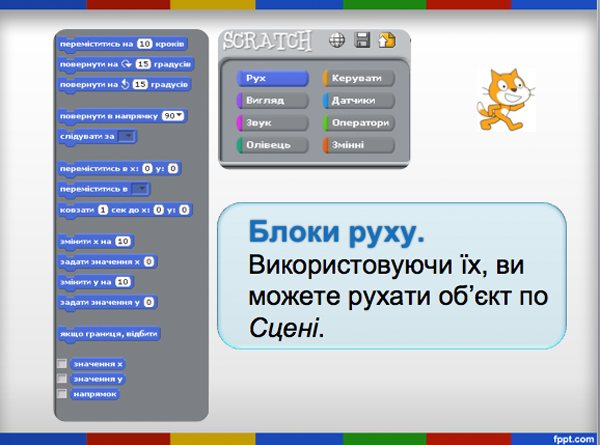 переміститись на 10 кроків
повернути на 15 градусів
повернути на 15 градусів
повернути в напрямку 90
слідувати за
переміститись в x: 0 y: 0
переміститись в
ковзати 1 сек до x: 0 y: 0
змінити x на 10
задати значення x 0
змінити y на 10
задати значення y 0
якщо границя, відбити
значення x
значення y
напрямок
SCRATCH
Рух
Керувати
Вигляд
Датчики
Звук
Оператори
Олівець
Змінні
Блоки руху.
Використовуючи їх, ви
можете рухати об’єкт по
Сцені.
fppt.com